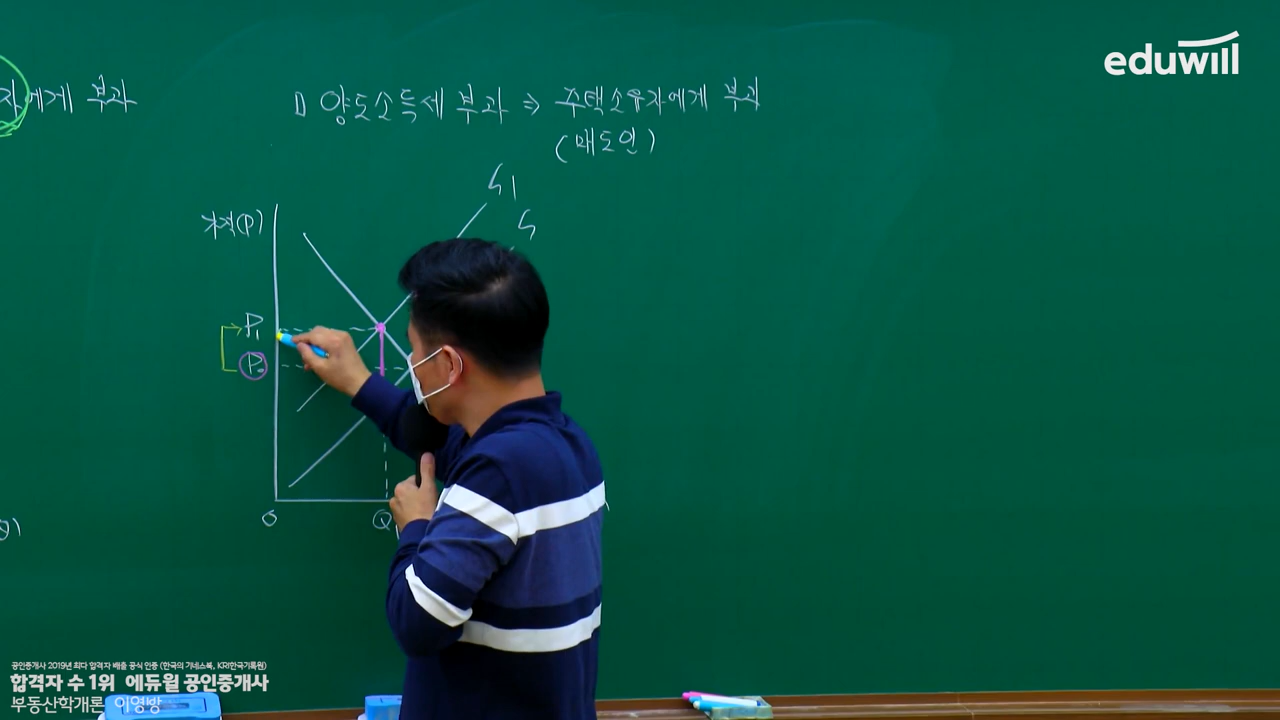 eduwill
자에게 부과
▯ 양도소득세 부과 ⇒ 주택소유자에게 부과
(매도인)
S1
S
가격(P)
P1
P0
0
Q1
공인중개사 2019년 최다 합격자 배출 공식 인증 (한국의 기네스북, KRI한국기록원)
합격자 수 1위 에듀윌 공인중개사
부동산학개론 이영방